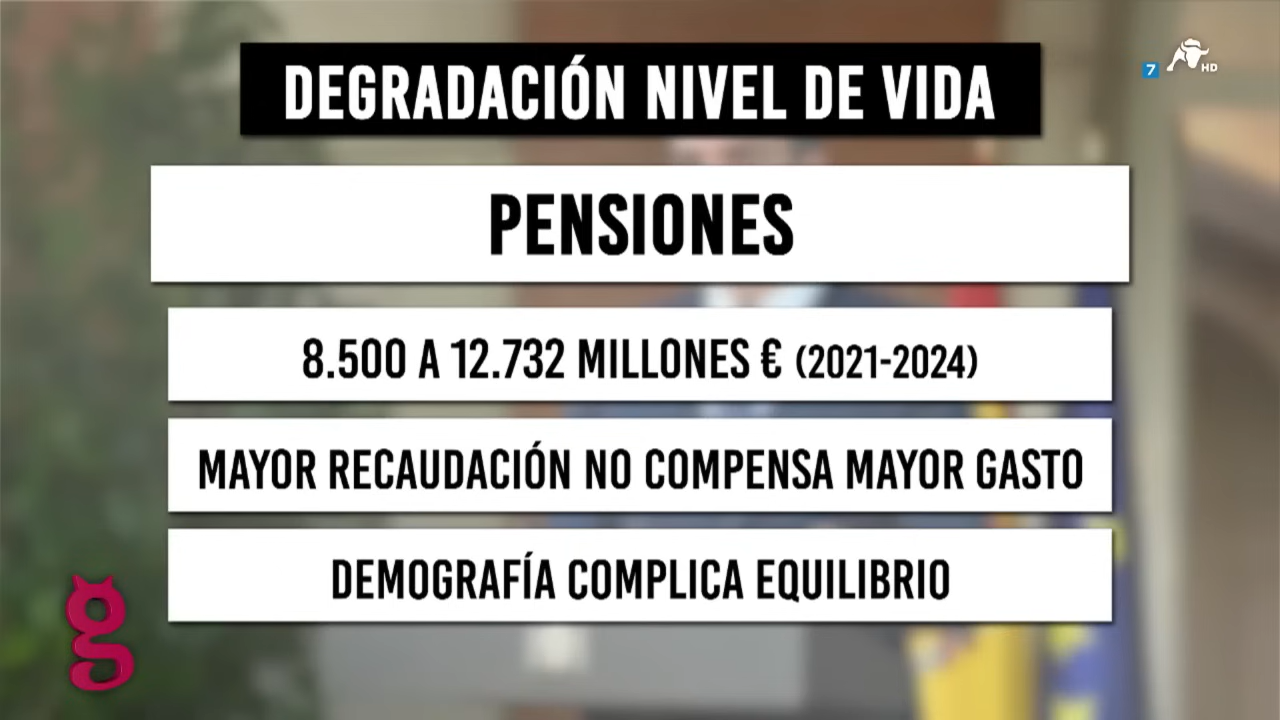 DEGRADACIÓN NIVEL DE VIDA
7
HD
PENSIONES
8.500 A 12.732 MILLONES € (2021-2024)
MAYOR RECAUDACIÓN NO COMPENSA MAYOR GASTO
DEMOGRAFÍA COMPLICA EQUILIBRIO
g